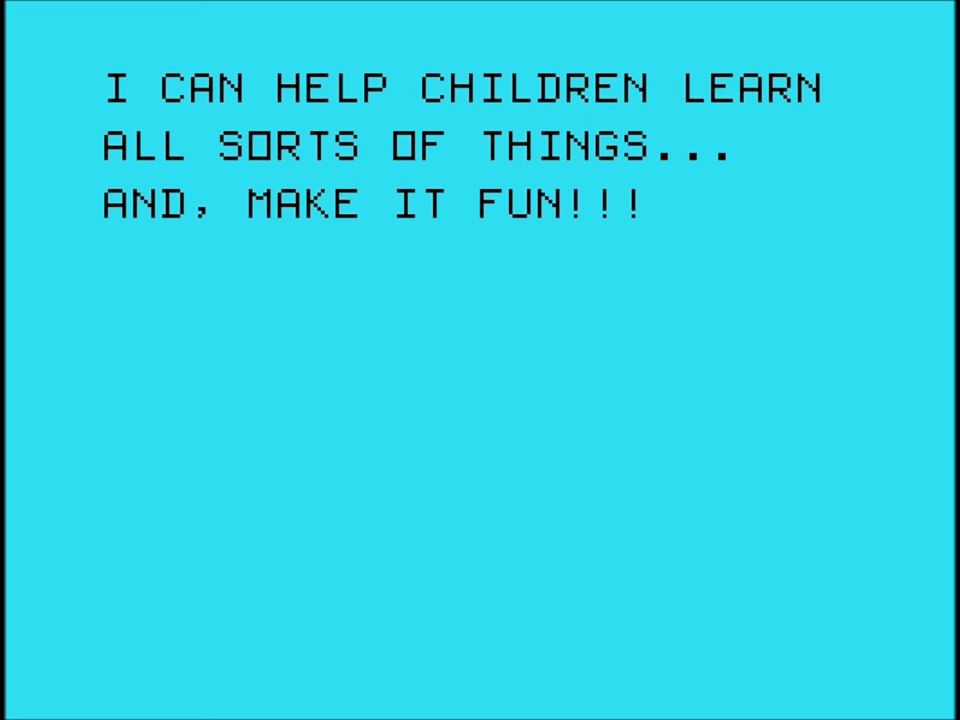 I CAN HELP CHILDREN LEARN
ALL SORTS OF THINGS...
AND, MAKE IT FUN!!!